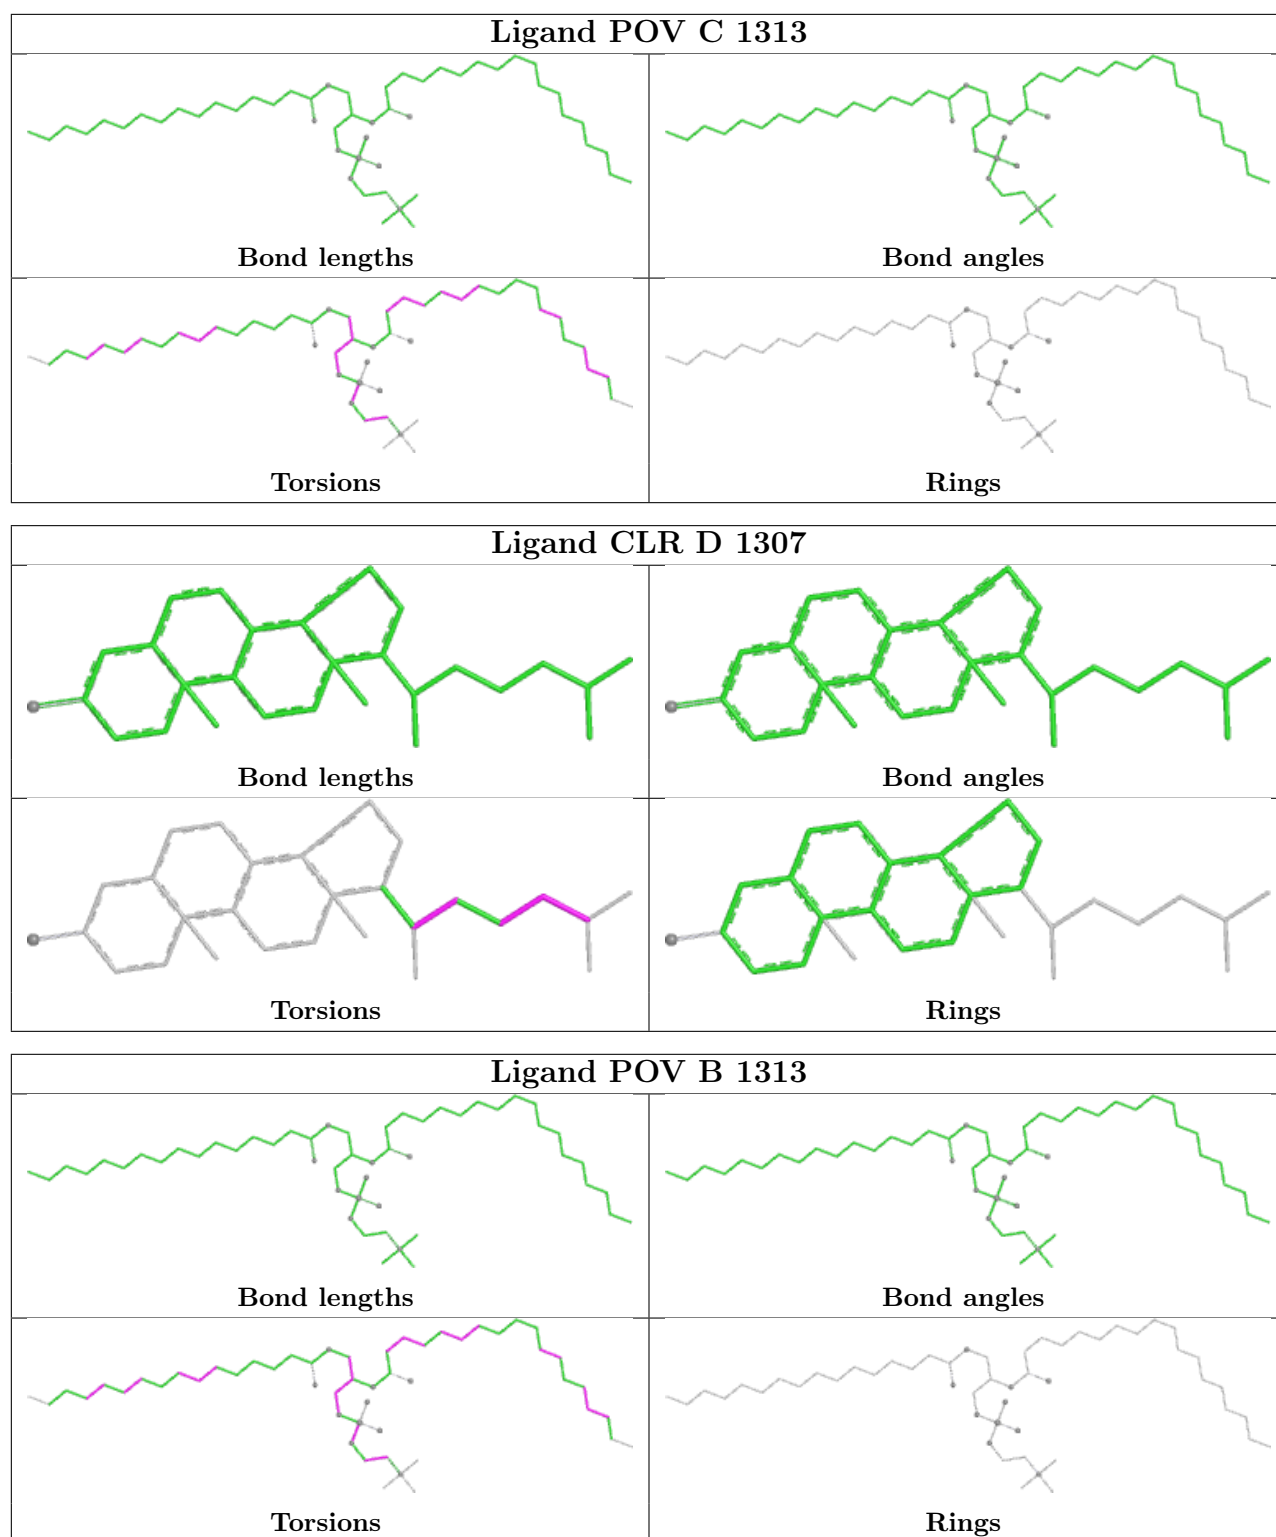 Ligand POV C 1313
Bond lengths
Bond angles
Torsions
Rings
Ligand CLR D 1307
Bond lengths
Bond angles
Torsions
Rings
Ligand POV B 1313
Bond lengths
Bond angles
Torsions
Rings